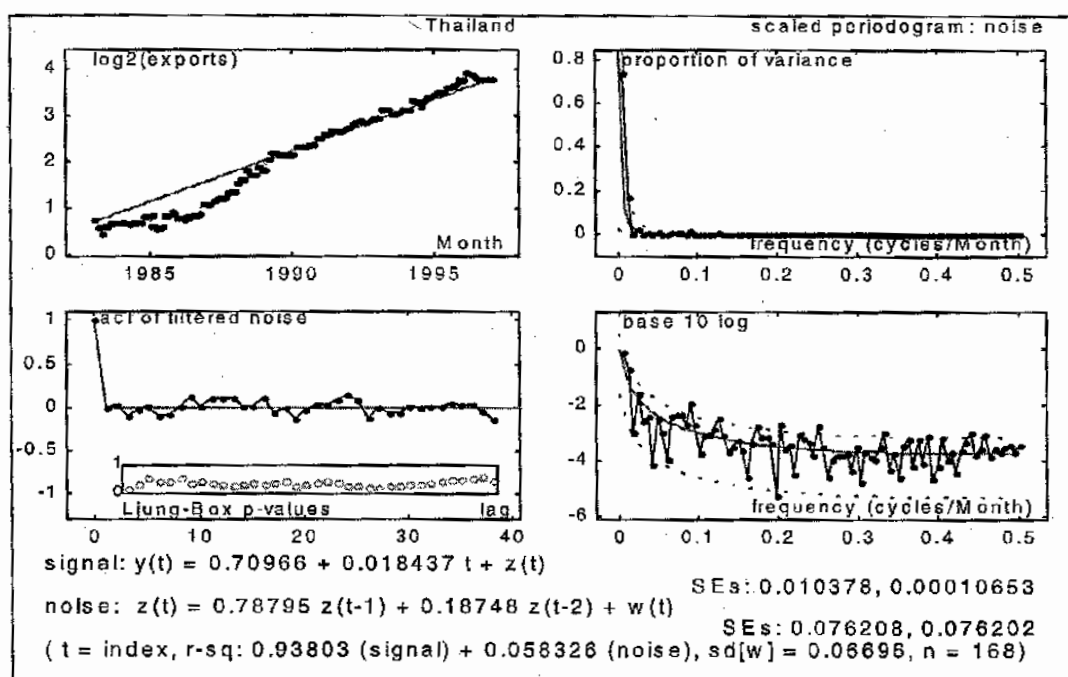 Thailand
log2(exports)
4
3
2
1
0
Month
1985 1990 1995
scaled periodogram: noise
proportion of variance
0.8
0.4
0
frequency (cycles/Month)
0 0.1 0.2 0.3 0.4 0.5
acf of filtered noise
1
0.5
0
-0.5
-1
1
0
Ljung-Box p-values lag
0 10 20 30 40
base 10 log
0
-2
-4
-6
frequency (cycles/Month)
0 0.1 0.2 0.3 0.4 0.5
signal: y(t) = 0.70966 + 0.018437 t + z(t)
SEs: 0.010378, 0.00010653
noise: z(t) = 0.78795 z(t-1) + 0.18748 z(t-2) + w(t)
SEs: 0.076208, 0.076202
( t = index, r-sq: 0.93803 (signal) + 0.058326 (noise), sd[w] = 0.06695, n = 168)